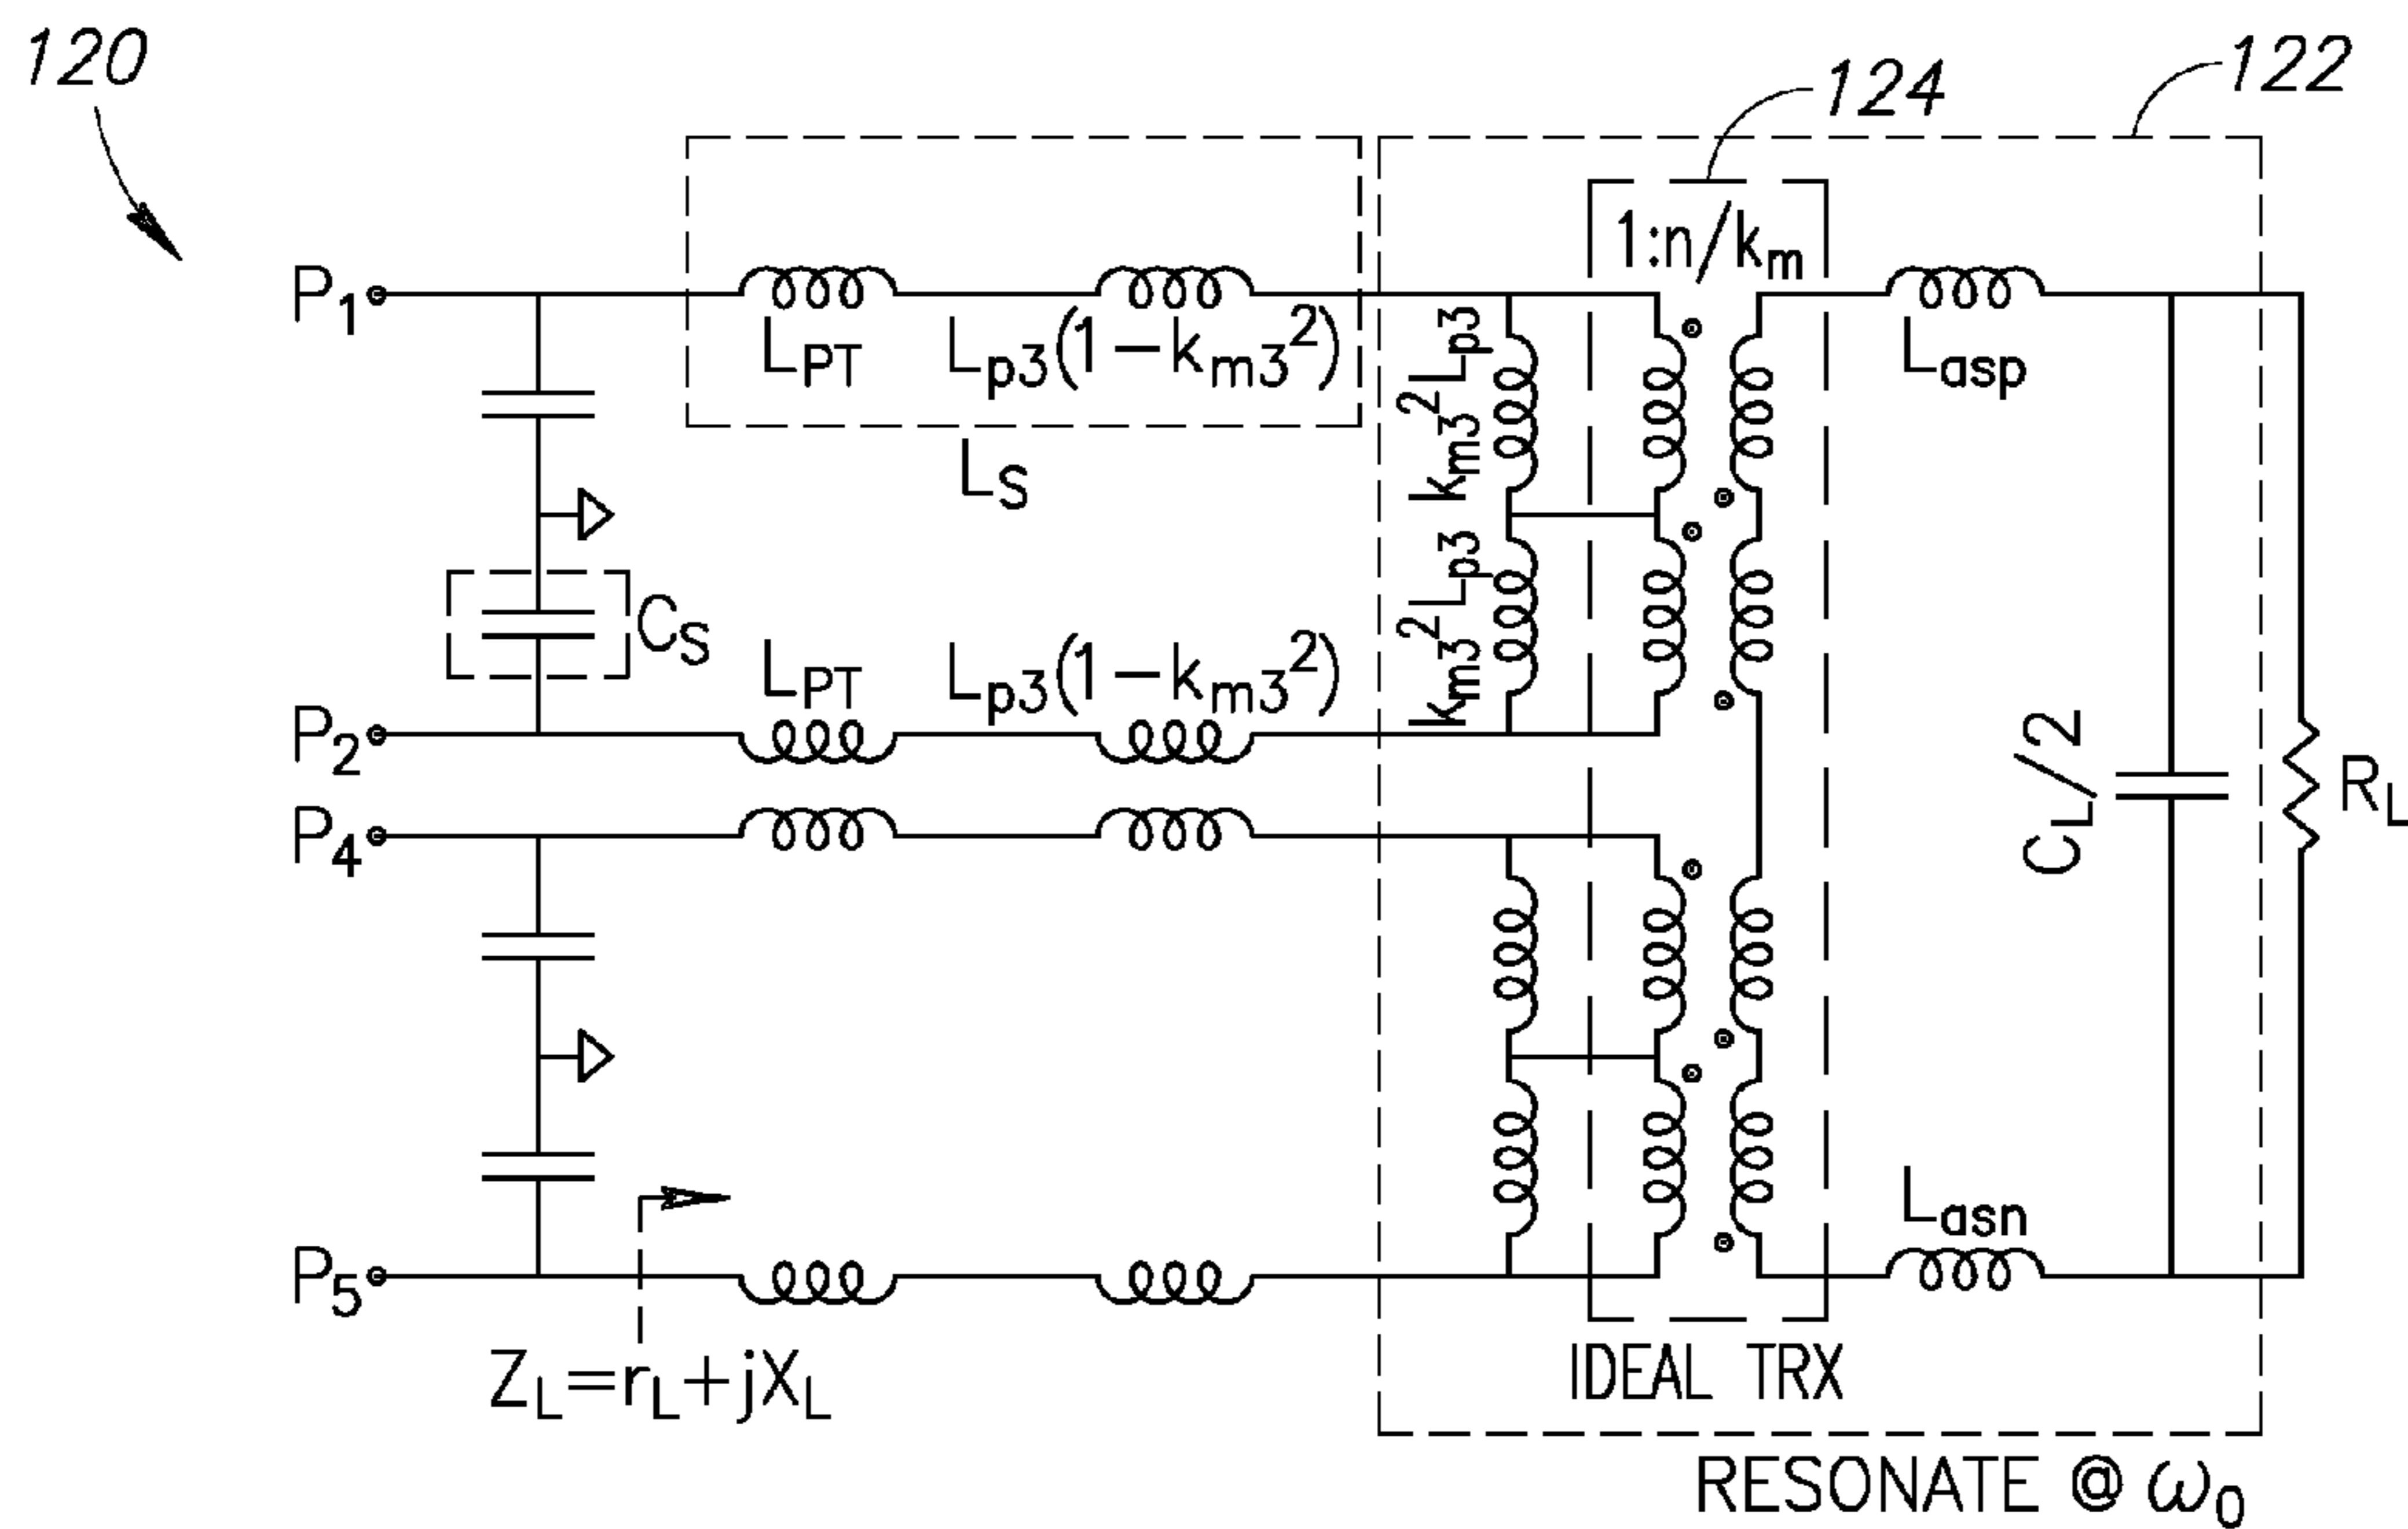 120
124
122
1:n/km
P1
LPT
Lp3(1−km3²)
km3²Lp3
Lasp
LS
CS
km3²Lp3
LPT
Lp3(1−km3²)
P2
CL/2
RL
P4
Lasn
P5
ZL=rL+jXL
IDEAL TRX
RESONATE @ ω0